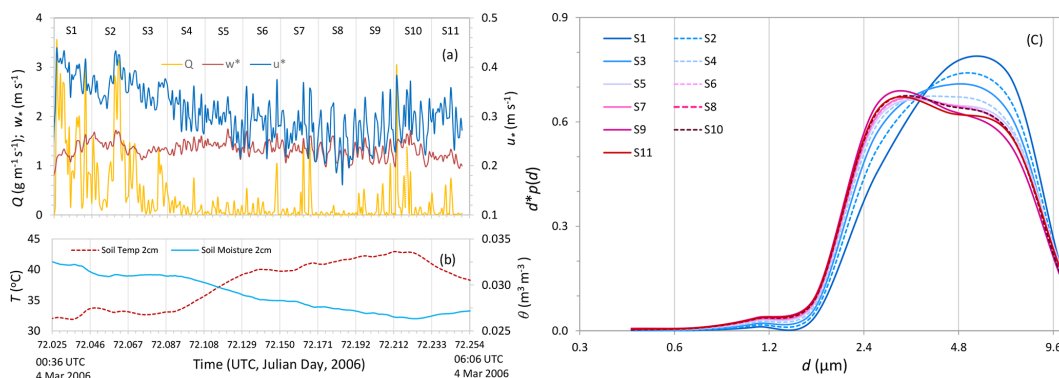 4
3
2
1
0
Q (g m⁻¹ s⁻¹); w* (m s⁻¹)
S1 S2 S3 S4 S5 S6 S7 S8 S9 S10 S11
(a)
Q w* u*
0.5
0.4
0.3
0.2
0.1
u* (m s⁻¹)
45
40
35
30
T (°C)
Soil Temp 2cm Soil Moisture 2cm
(b)
0.035
0.030
0.025
θ (m³ m⁻³)
72.025 72.046 72.067 72.087 72.108 72.129 72.150 72.171 72.192 72.212 72.233 72.254
00:36 UTC
4 Mar 2006
Time (UTC, Julian Day, 2006)
06:06 UTC
4 Mar 2006
(C)
S1 S2
S3 S4
S5 S6
S7 S8
S9 S10
S11
0.9
0.6
0.3
0.0
d*p(d)
0.3 0.6 1.2 2.4 4.8 9.6
d (μm)